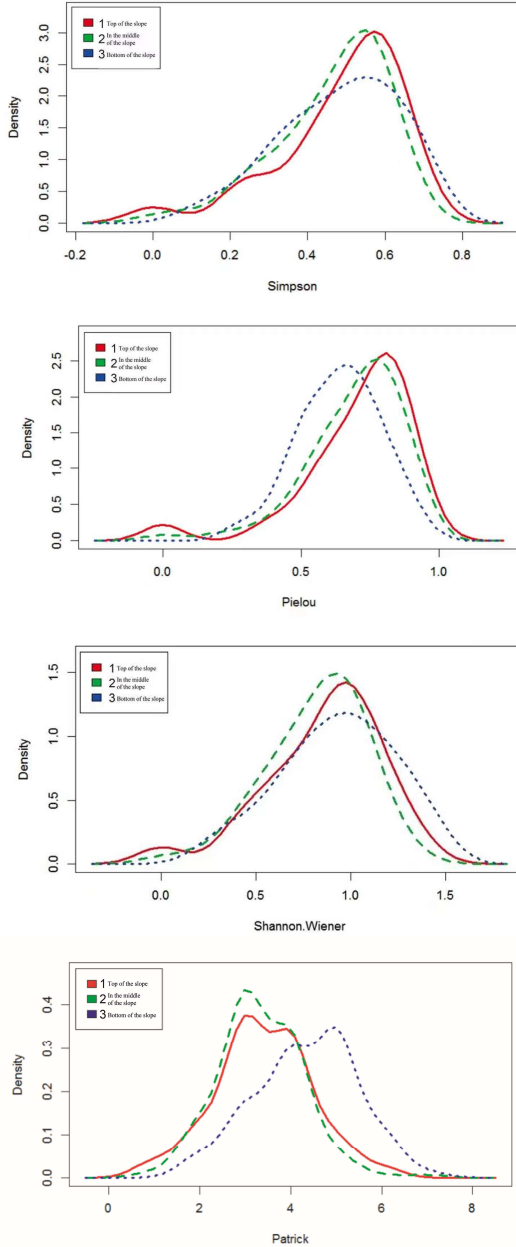 1 Top of the slope
2 In the middle
of the slope
3 Bottom of the slope
Density
0.0 0.5 1.0 1.5 2.0 2.5 3.0
-0.2 0.0 0.2 0.4 0.6 0.8
Simpson
1 Top of the slope
2 In the middle
of the slope
3 Bottom of the slope
Density
0.0 0.5 1.0 1.5 2.0 2.5
0.0 0.5 1.0
Pielou
1 Top of the slope
2 In the middle
of the slope
3 Bottom of the slope
Density
0.0 0.5 1.0 1.5
0.0 0.5 1.0 1.5
Shannon.Wiener
1 Top of the slope
2 In the middle
of the slope
3 Bottom of the slope
Density
0.0 0.1 0.2 0.3 0.4
0 2 4 6 8
Patrick